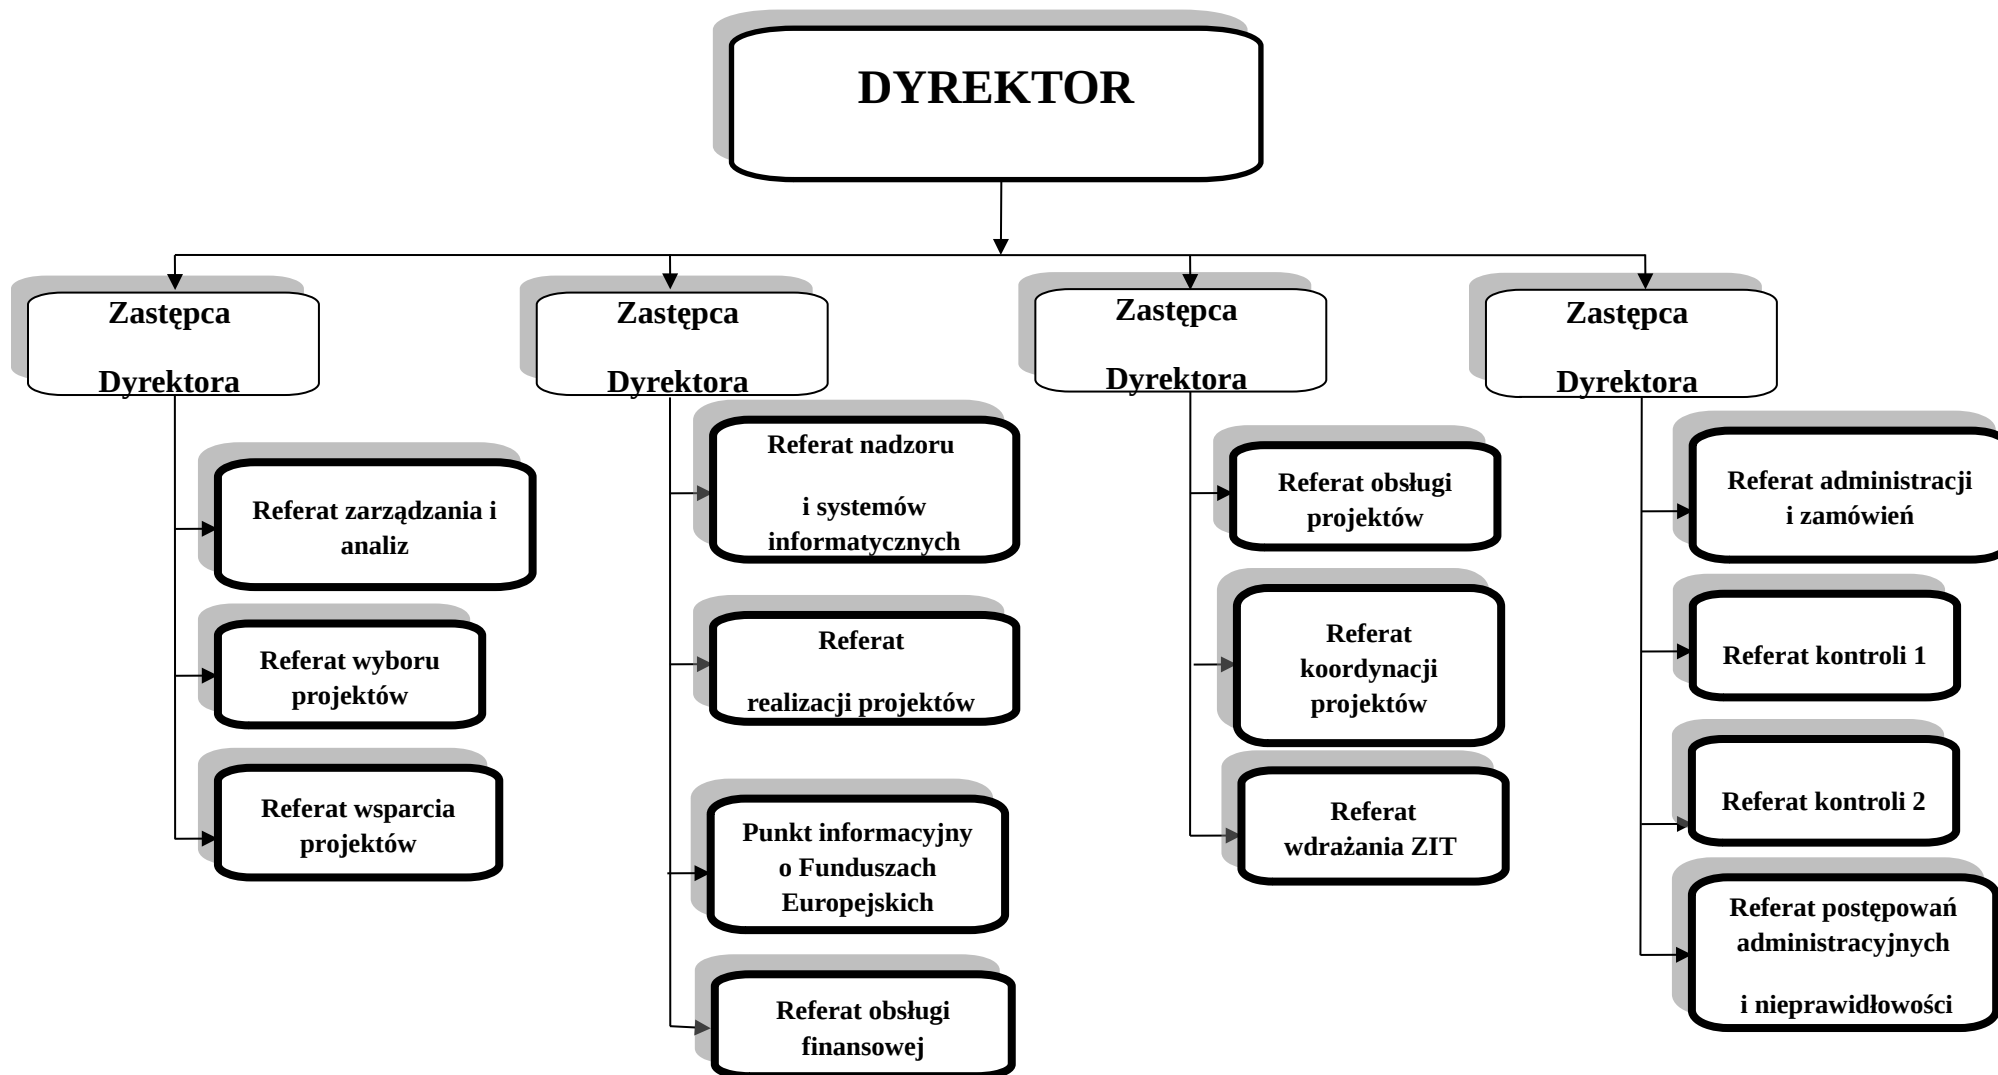 DYREKTOR
Zastępca
Dyrektora
Referat zarządzania i
analiz
Referat wyboru
projektów
Referat wsparcia
projektów
Zastępca
Dyrektora
Referat nadzoru
i systemów
informatycznych
Referat
realizacji projektów
Punkt informacyjny
o Funduszach
Europejskich
Referat obsługi
finansowej
Zastępca
Dyrektora
Referat obsługi
projektów
Referat
koordynacji
projektów
Referat
wdrażania ZIT
Zastępca
Dyrektora
Referat administracji
i zamówień
Referat kontroli 1
Referat kontroli 2
Referat postępowań
administracyjnych
i nieprawidłowości